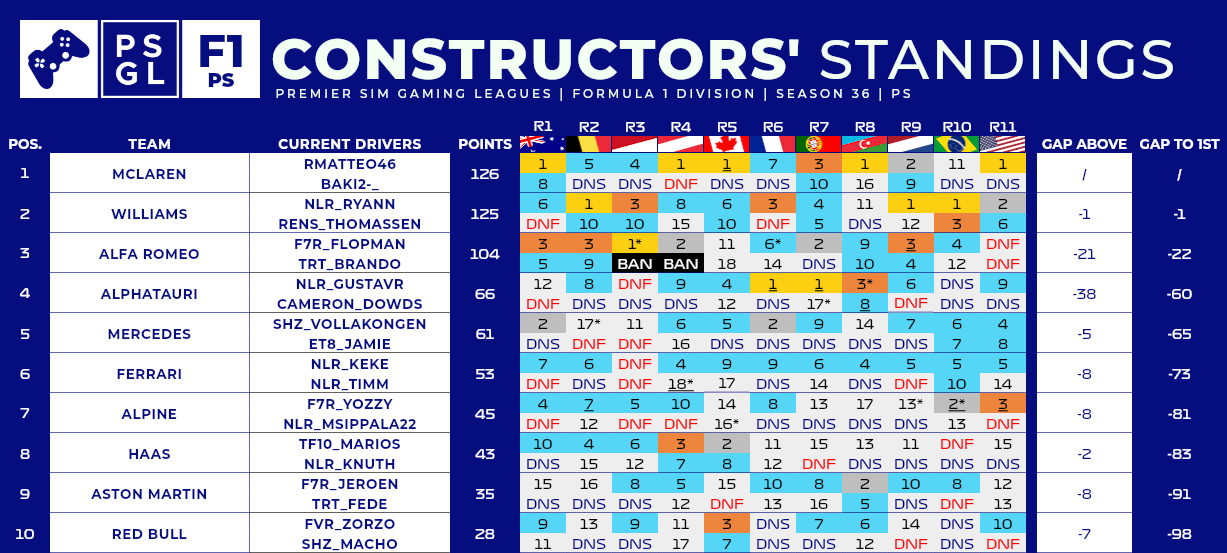 PS
GL
F1
PS
CONSTRUCTORS' STANDINGS
PREMIER SIM GAMING LEAGUES | FORMULA 1 DIVISION | SEASON 36 | PS
R1 R2 R3 R4 R5 R6 R7 R8 R9 R10 R11
POS. TEAM CURRENT DRIVERS POINTS GAP ABOVE GAP TO 1ST
RMATTEO46 1 5 4 1 1 7 3 1 2 11 1
1 MCLAREN 126 / /
BAKI2-_ 8 DNS DNS DNF DNS DNS 10 16 9 DNS DNS
NLR_RYANN 6 1 3 8 6 3 4 11 1 1 2
2 WILLIAMS 125 -1 -1
RENS_THOMASSEN DNF 10 10 15 10 DNF 5 DNS 12 3 6
F7R_FLOPMAN 3 3 1* 2 11 6* 2 9 3 4 DNF
3 ALFA ROMEO 104 -21 -22
TRT_BRANDO 5 9 BAN BAN 18 14 DNS 10 4 12 DNF
NLR_GUSTAVR 12 8 DNF 9 4 1 1 3* 6 DNS 9
4 ALPHATAURI 66 -38 -60
CAMERON_DOWDS DNF DNS DNS DNS 12 DNS 17* 8 DNF DNS DNS
SHZ_VOLLAKONGEN 2 17* 11 6 5 2 9 14 7 6 4
5 MERCEDES 61 -5 -65
ET8_JAMIE DNS DNF DNF 16 DNS DNS DNS DNS DNS 7 8
NLR_KEKE 7 6 DNF 4 9 9 6 4 5 5 5
6 FERRARI 53 -8 -73
NLR_TIMM DNF DNS DNF 18* 17 DNS 14 DNS DNF 10 14
F7R_YOZZY 4 7 5 10 14 8 13 17 13* 2* 3
7 ALPINE 45 -8 -81
NLR_MSIPPALA22 DNF 12 DNF DNF 16* DNS DNS DNS DNS 13 DNF
TF10_MARIOS 10 4 6 3 2 11 15 13 11 DNF 15
8 HAAS 43 -2 -83
NLR_KNUTH DNS 15 12 7 8 12 DNF DNS DNS DNS DNS
F7R_JEROEN 15 16 8 5 15 10 8 2 10 8 12
9 ASTON MARTIN 35 -8 -91
TRT_FEDE DNS DNS DNS 12 DNF 13 16 5 DNS DNF 13
FVR_ZORZO 9 13 9 11 3 DNS 7 6 14 DNS 10
10 RED BULL 28 -7 -98
SHZ_MACHO 11 DNS DNS 17 7 DNS DNS 12 DNF DNS DNF